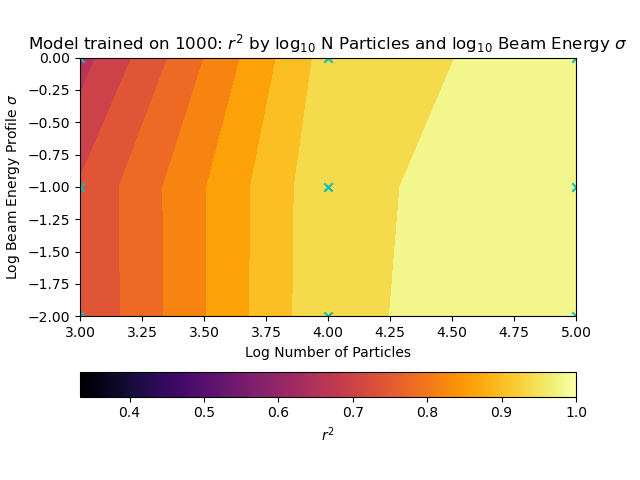 Model trained on 1000: r² by log₁₀ N Particles and log₁₀ Beam Energy σ
0.00
−0.25
−0.50
−0.75
−1.00
−1.25
−1.50
−1.75
−2.00
Log Beam Energy Profile σ
3.00 3.25 3.50 3.75 4.00 4.25 4.50 4.75 5.00
Log Number of Particles
0.4 0.5 0.6 0.7 0.8 0.9 1.0
r²